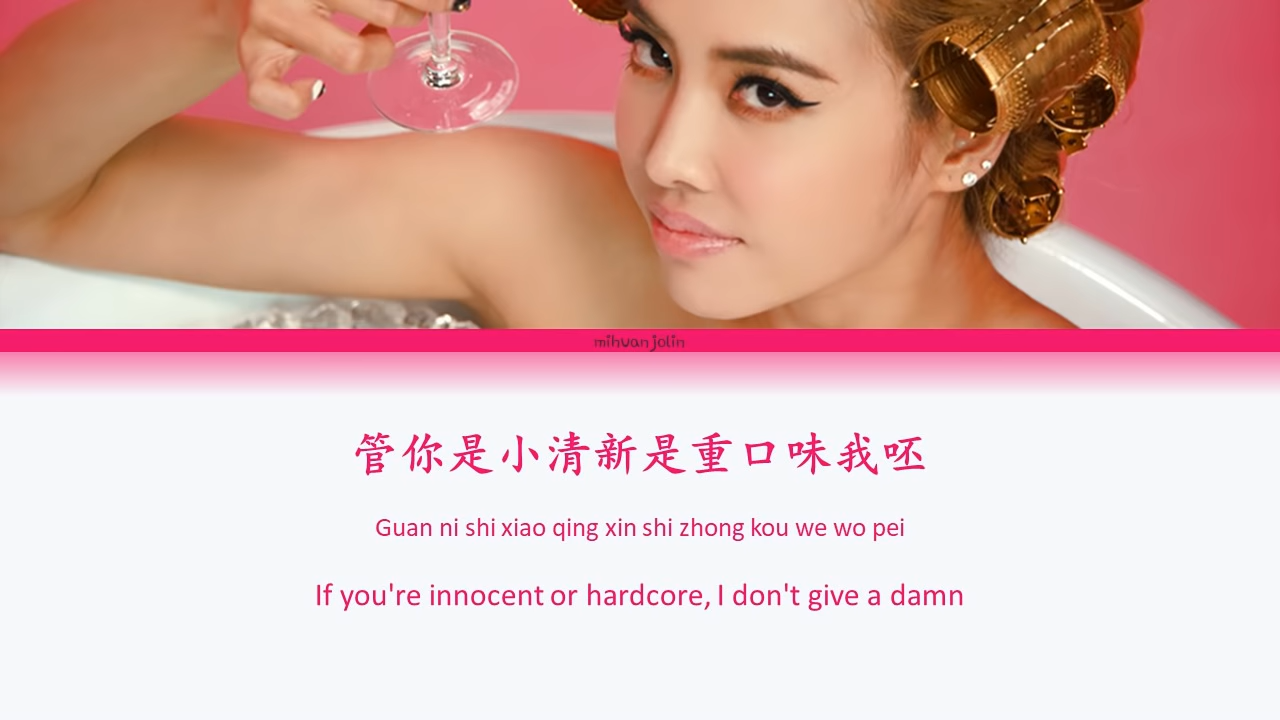 mihuanjolin
管你是小清新是重口味我呸
Guan ni shi xiao qing xin shi zhong kou we wo pei
If you're innocent or hardcore, I don't give a damn